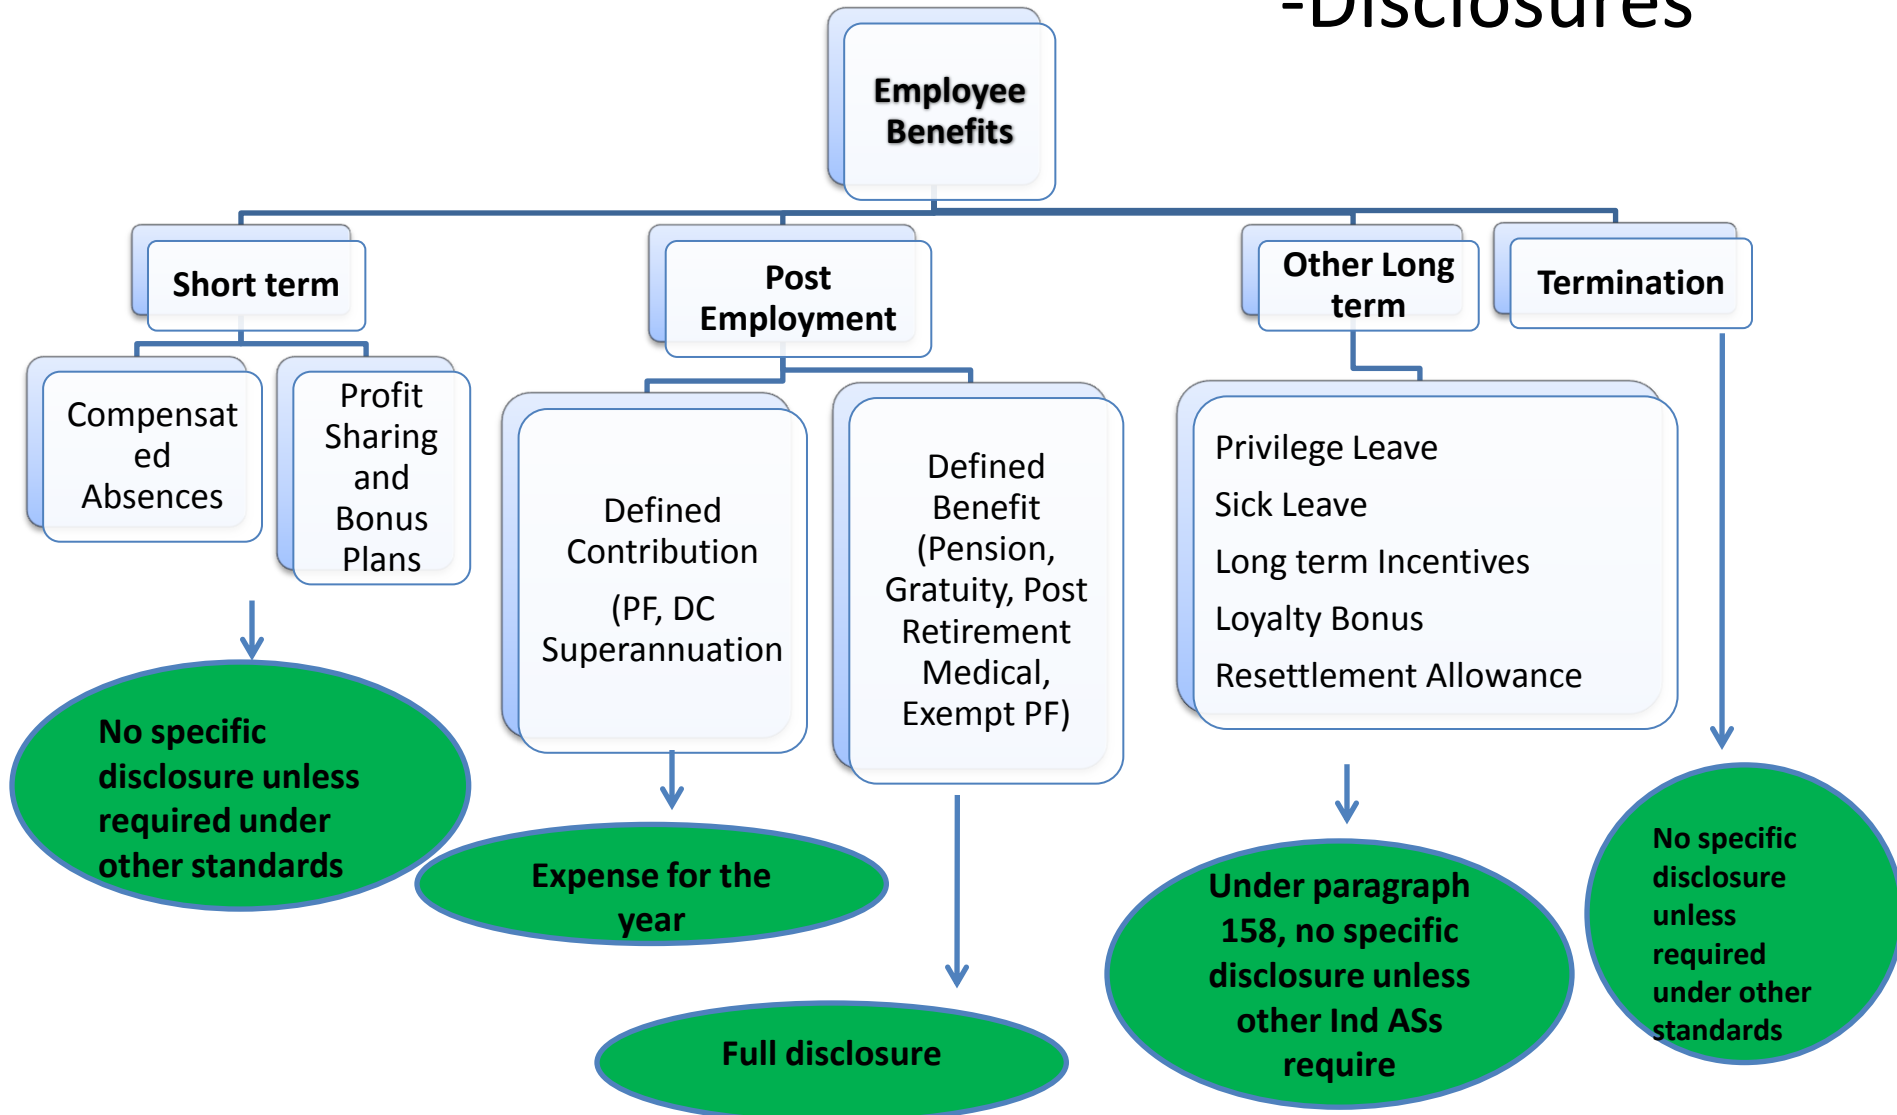 -Disclosures
Employee
Benefits
Short term
Post
Employment
Other Long
term
Termination
Compensat
ed
Absences
Profit
Sharing
and
Bonus
Plans
Defined
Contribution
(PF, DC
Superannuation
Defined
Benefit
(Pension,
Gratuity, Post
Retirement
Medical,
Exempt PF)
Privilege Leave
Sick Leave
Long term Incentives
Loyalty Bonus
Resettlement Allowance
No specific
disclosure unless
required under
other standards
Expense for the
year
Full disclosure
Under paragraph
158, no specific
disclosure unless
other Ind ASs
require
No specific
disclosure
unless
required
under other
standards